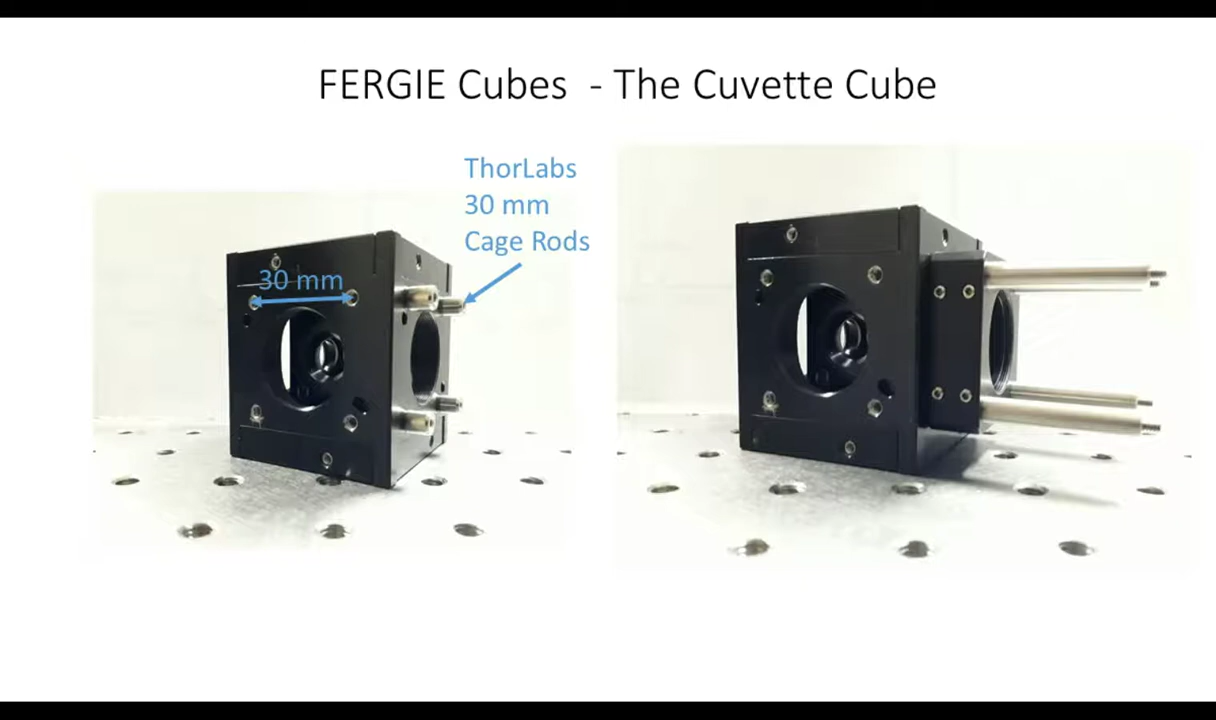 FERGIE Cubes - The Cuvette Cube
ThorLabs
30 mm
Cage Rods
30 mm